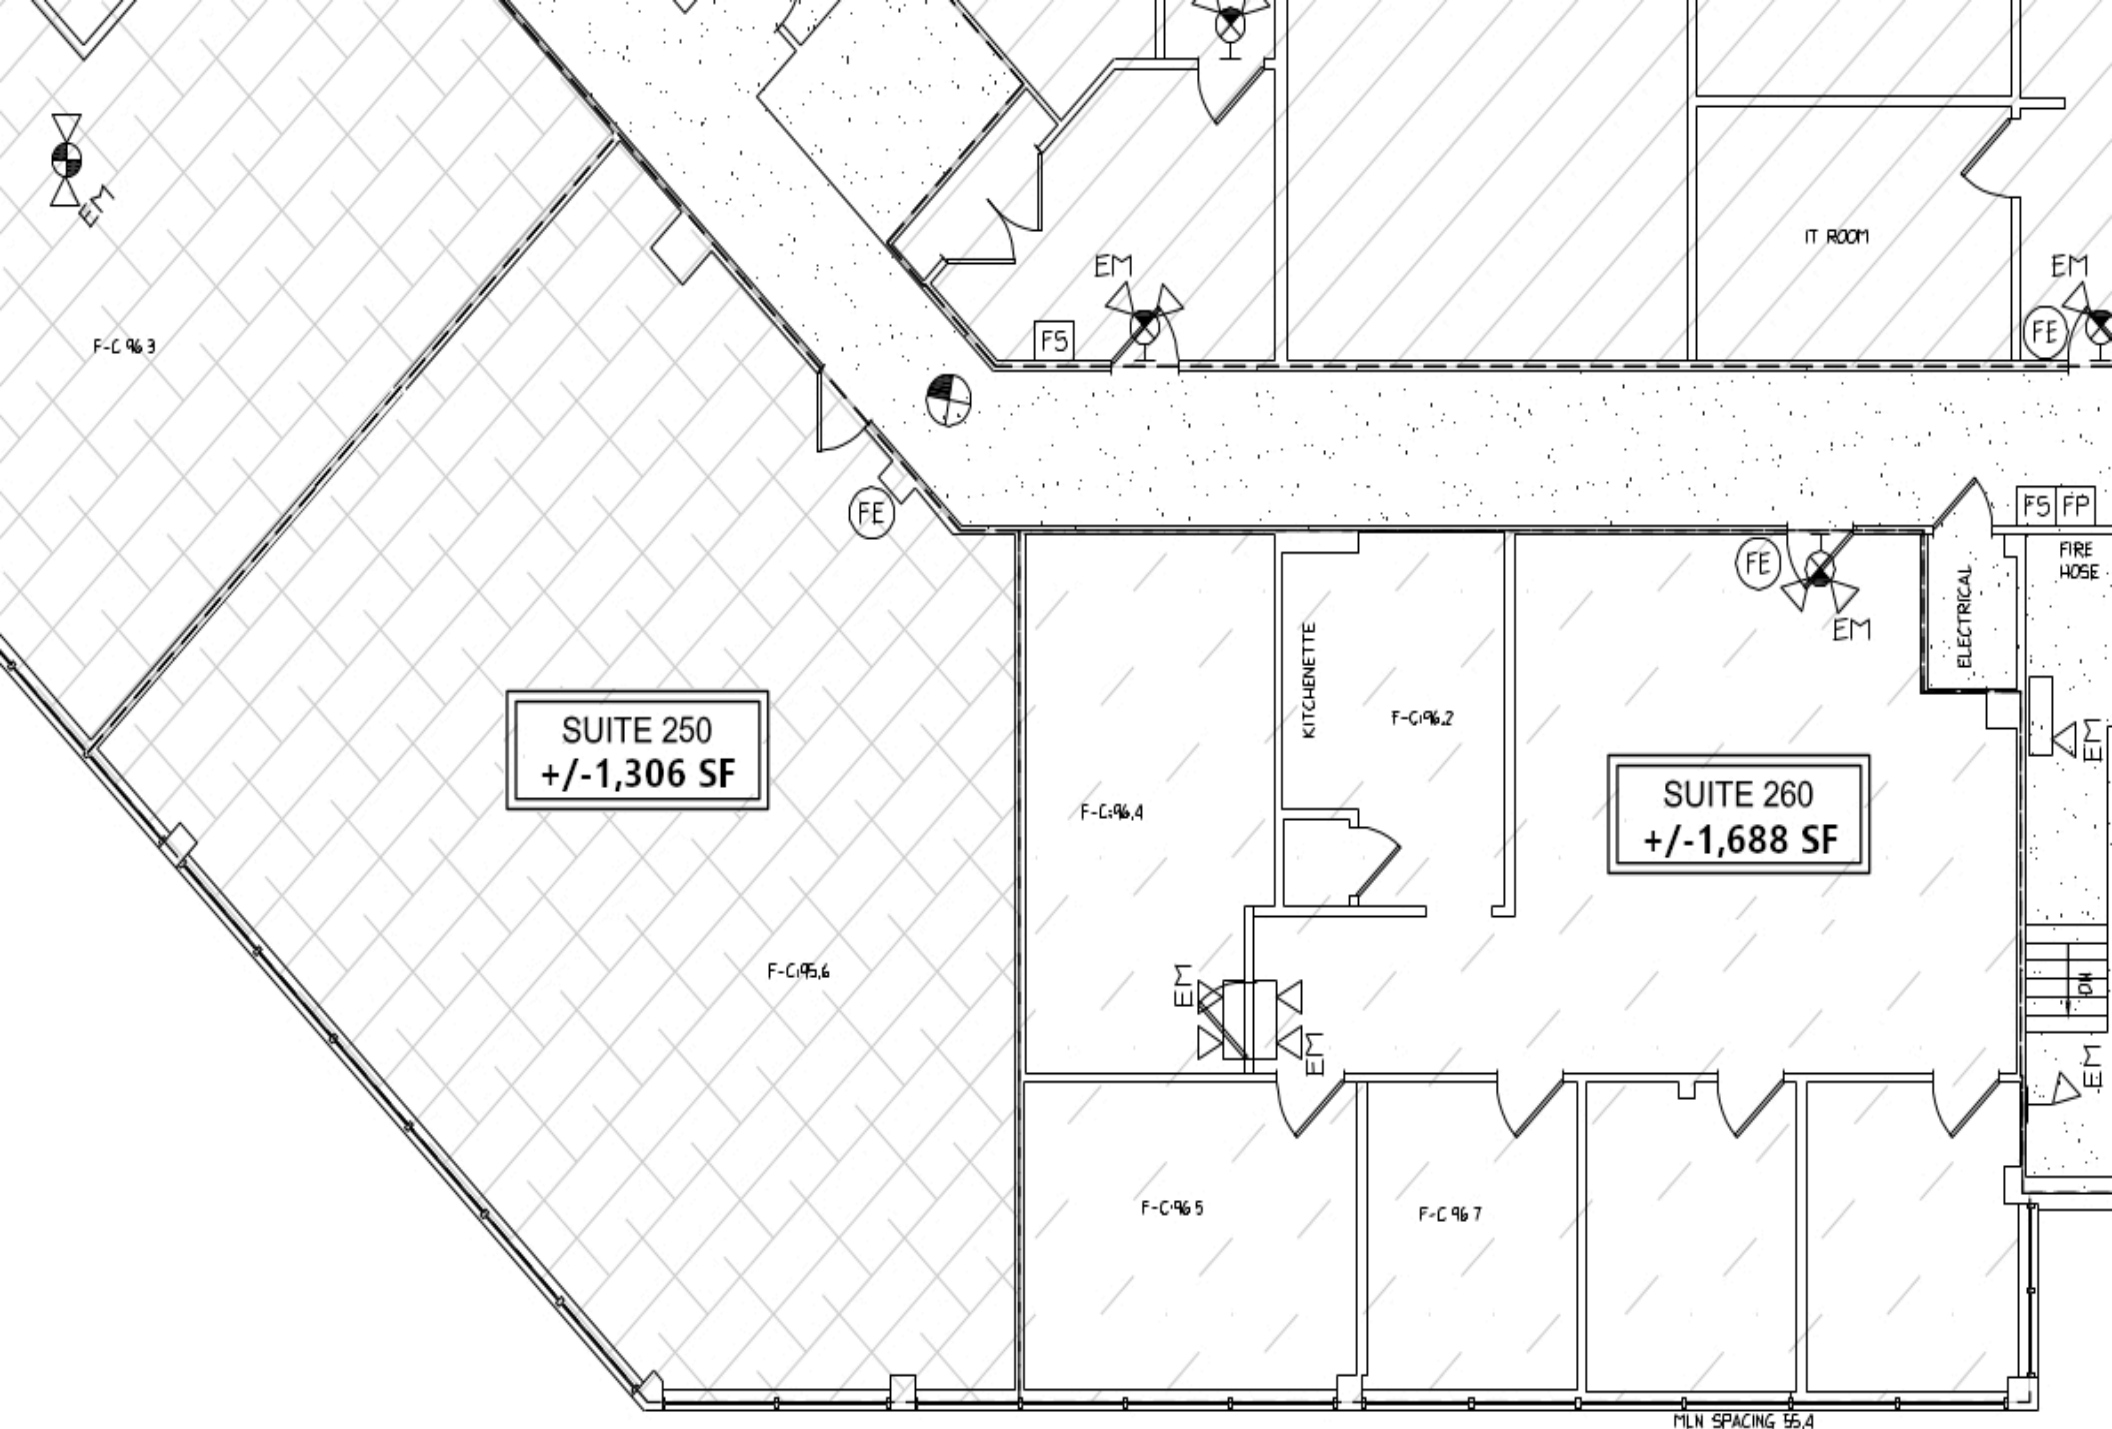 EM
F-C 96 3
IT ROOM
EM
EM
FS
FE
FE
FS FP
FIRE
HOSE
FE
EM
ELECTRICAL
KITCHENETTE
SUITE 250
+/-1,306 SF
F-C:96.2
EM
SUITE 260
+/-1,688 SF
F-C:96.4
F-C:95.6
EM
DN
EM
EM
F-C:96 5
F-C 96 7
MLN SPACING 55.4